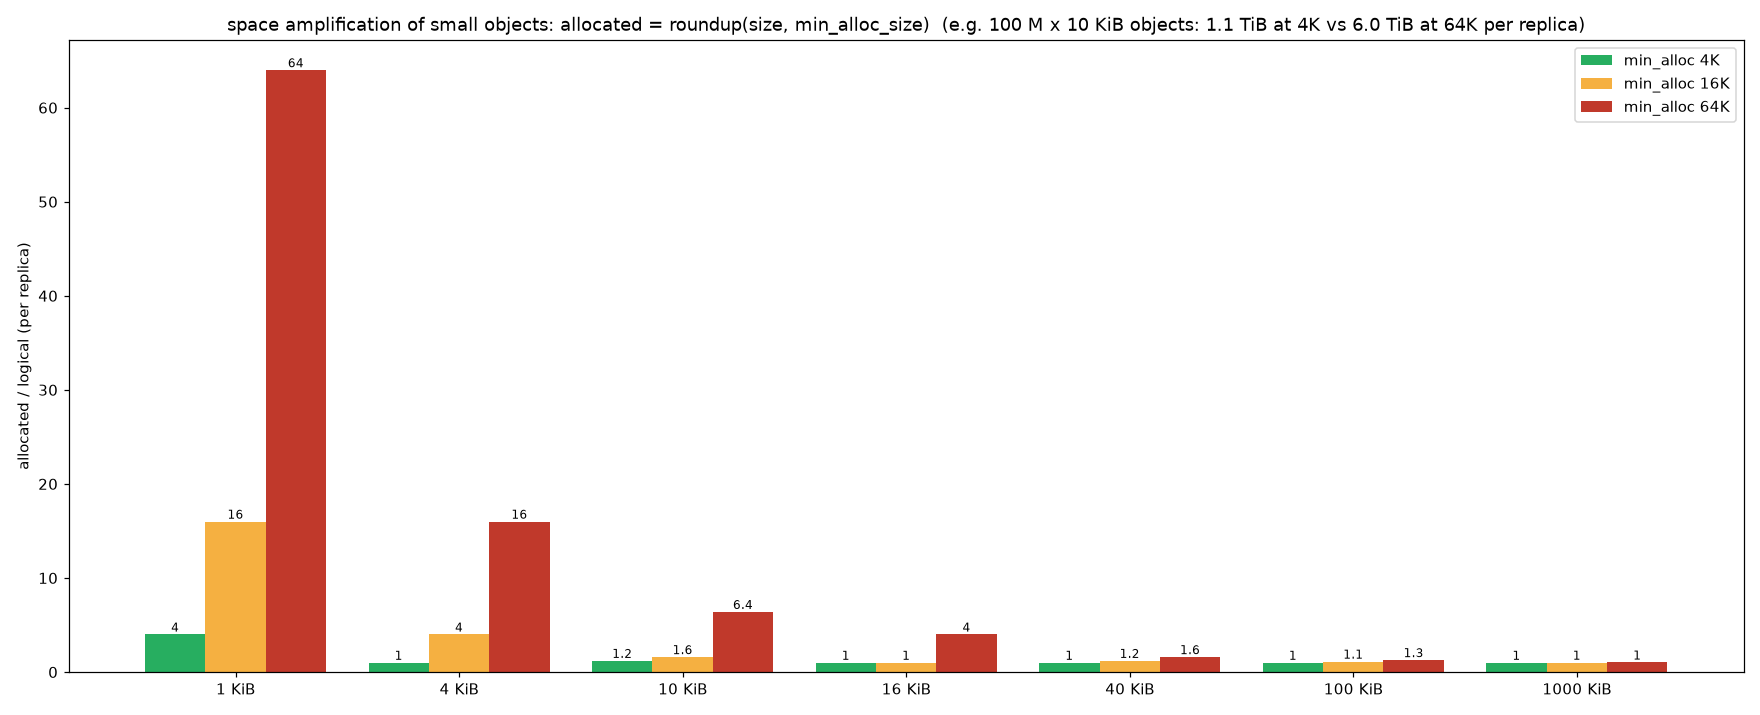 space amplification of small objects: allocated = roundup(size, min_alloc_size)  (e.g. 100 M x 10 KiB objects: 1.1 TiB at 4K vs 6.0 TiB at 64K per replica)
min_alloc 4K
min_alloc 16K
min_alloc 64K
allocated / logical (per replica)
60
50
40
30
20
10
0
4
16
64
1
4
16
1.2
1.6
6.4
1
1
4
1
1.2
1.6
1
1.1
1.3
1
1
1
1 KiB
4 KiB
10 KiB
16 KiB
40 KiB
100 KiB
1000 KiB